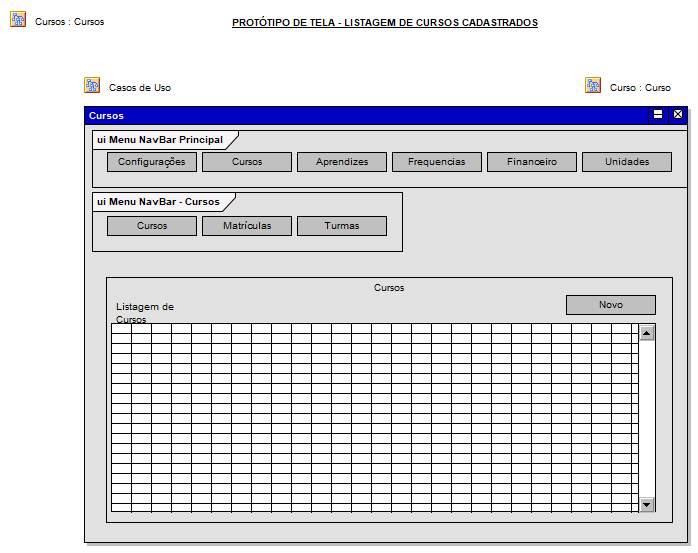 Cursos : Cursos
PROTÓTIPO DE TELA - LISTAGEM DE CURSOS CADASTRADOS
Casos de Uso
Curso : Curso
Cursos
ui Menu NavBar Principal
Configurações
Cursos
Aprendizes
Frequencias
Financeiro
Unidades
ui Menu NavBar - Cursos
Cursos
Matrículas
Turmas
Cursos
Listagem de
Cursos
Novo